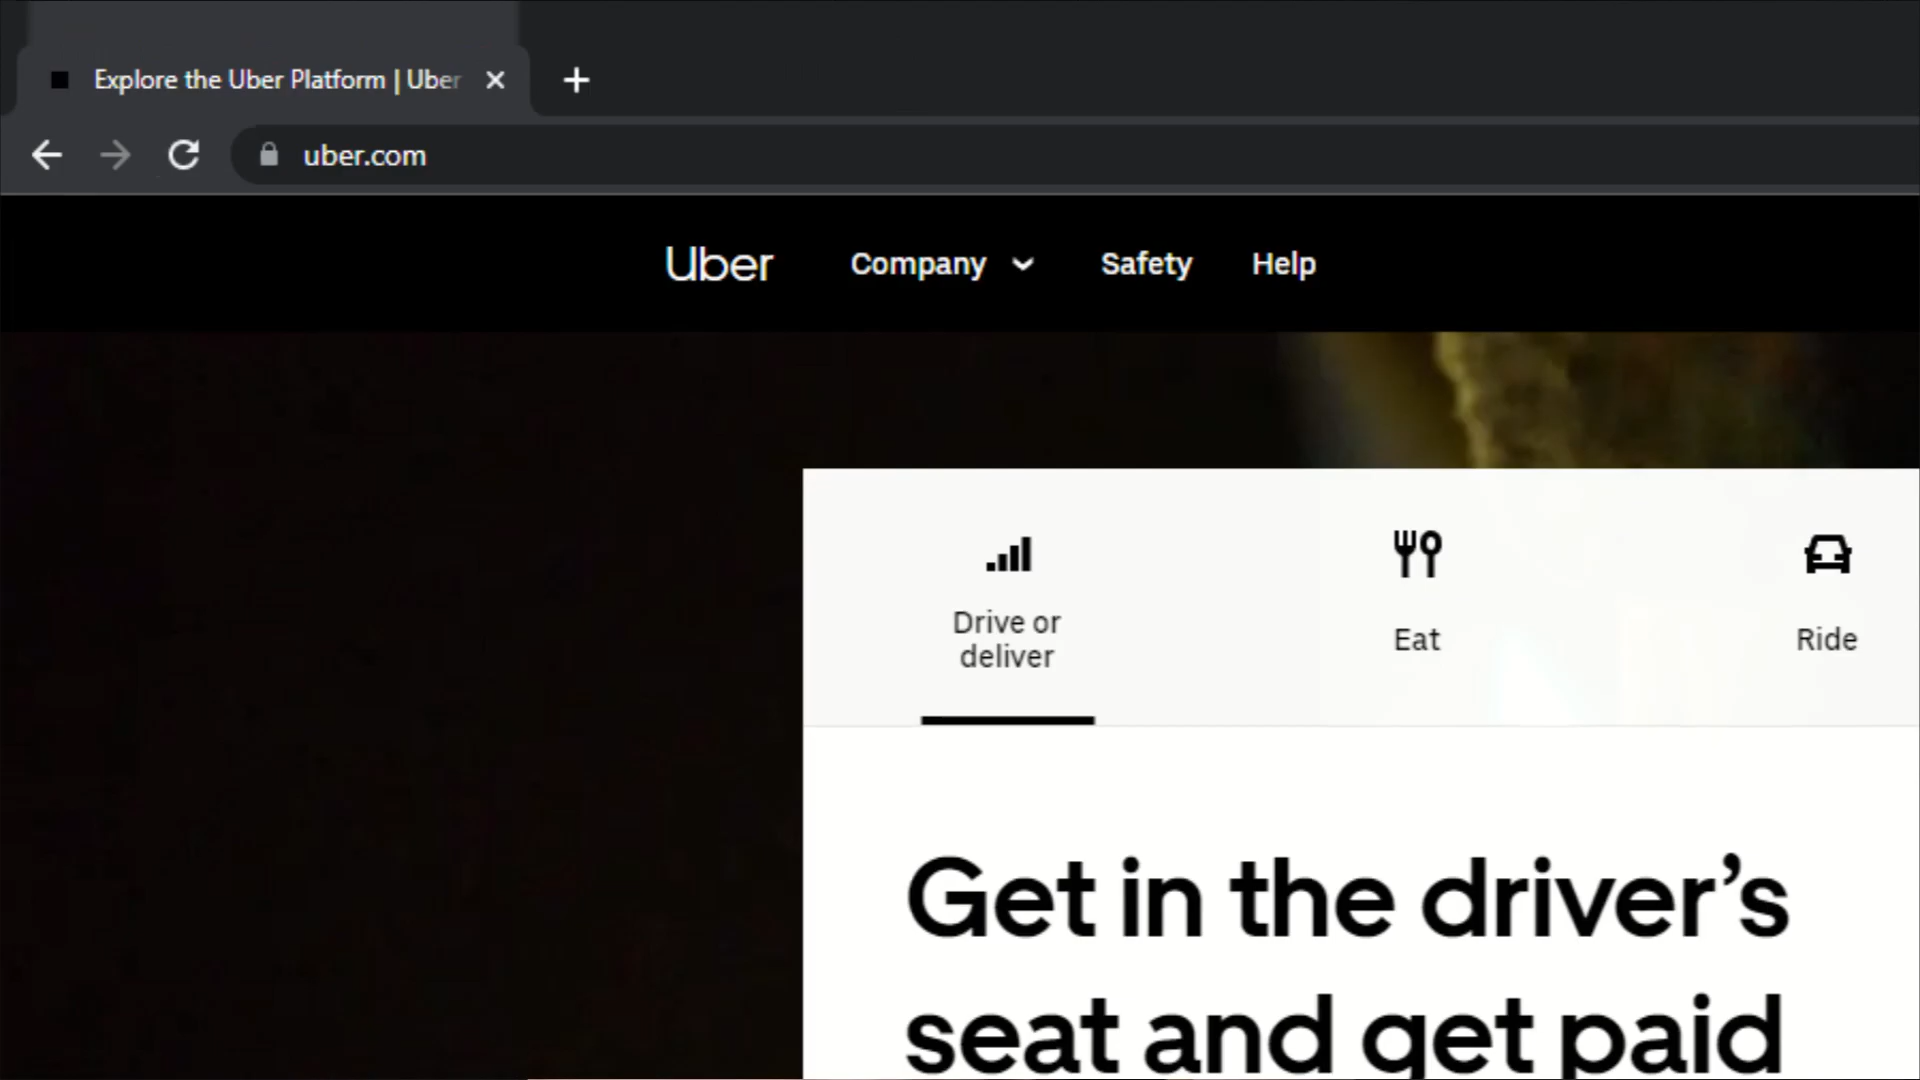 Explore the Uber Platform | Uber
uber.com
Uber Company Safety Help
Drive or
deliver
Eat
Ride
Get in the driver’s
seat and get paid